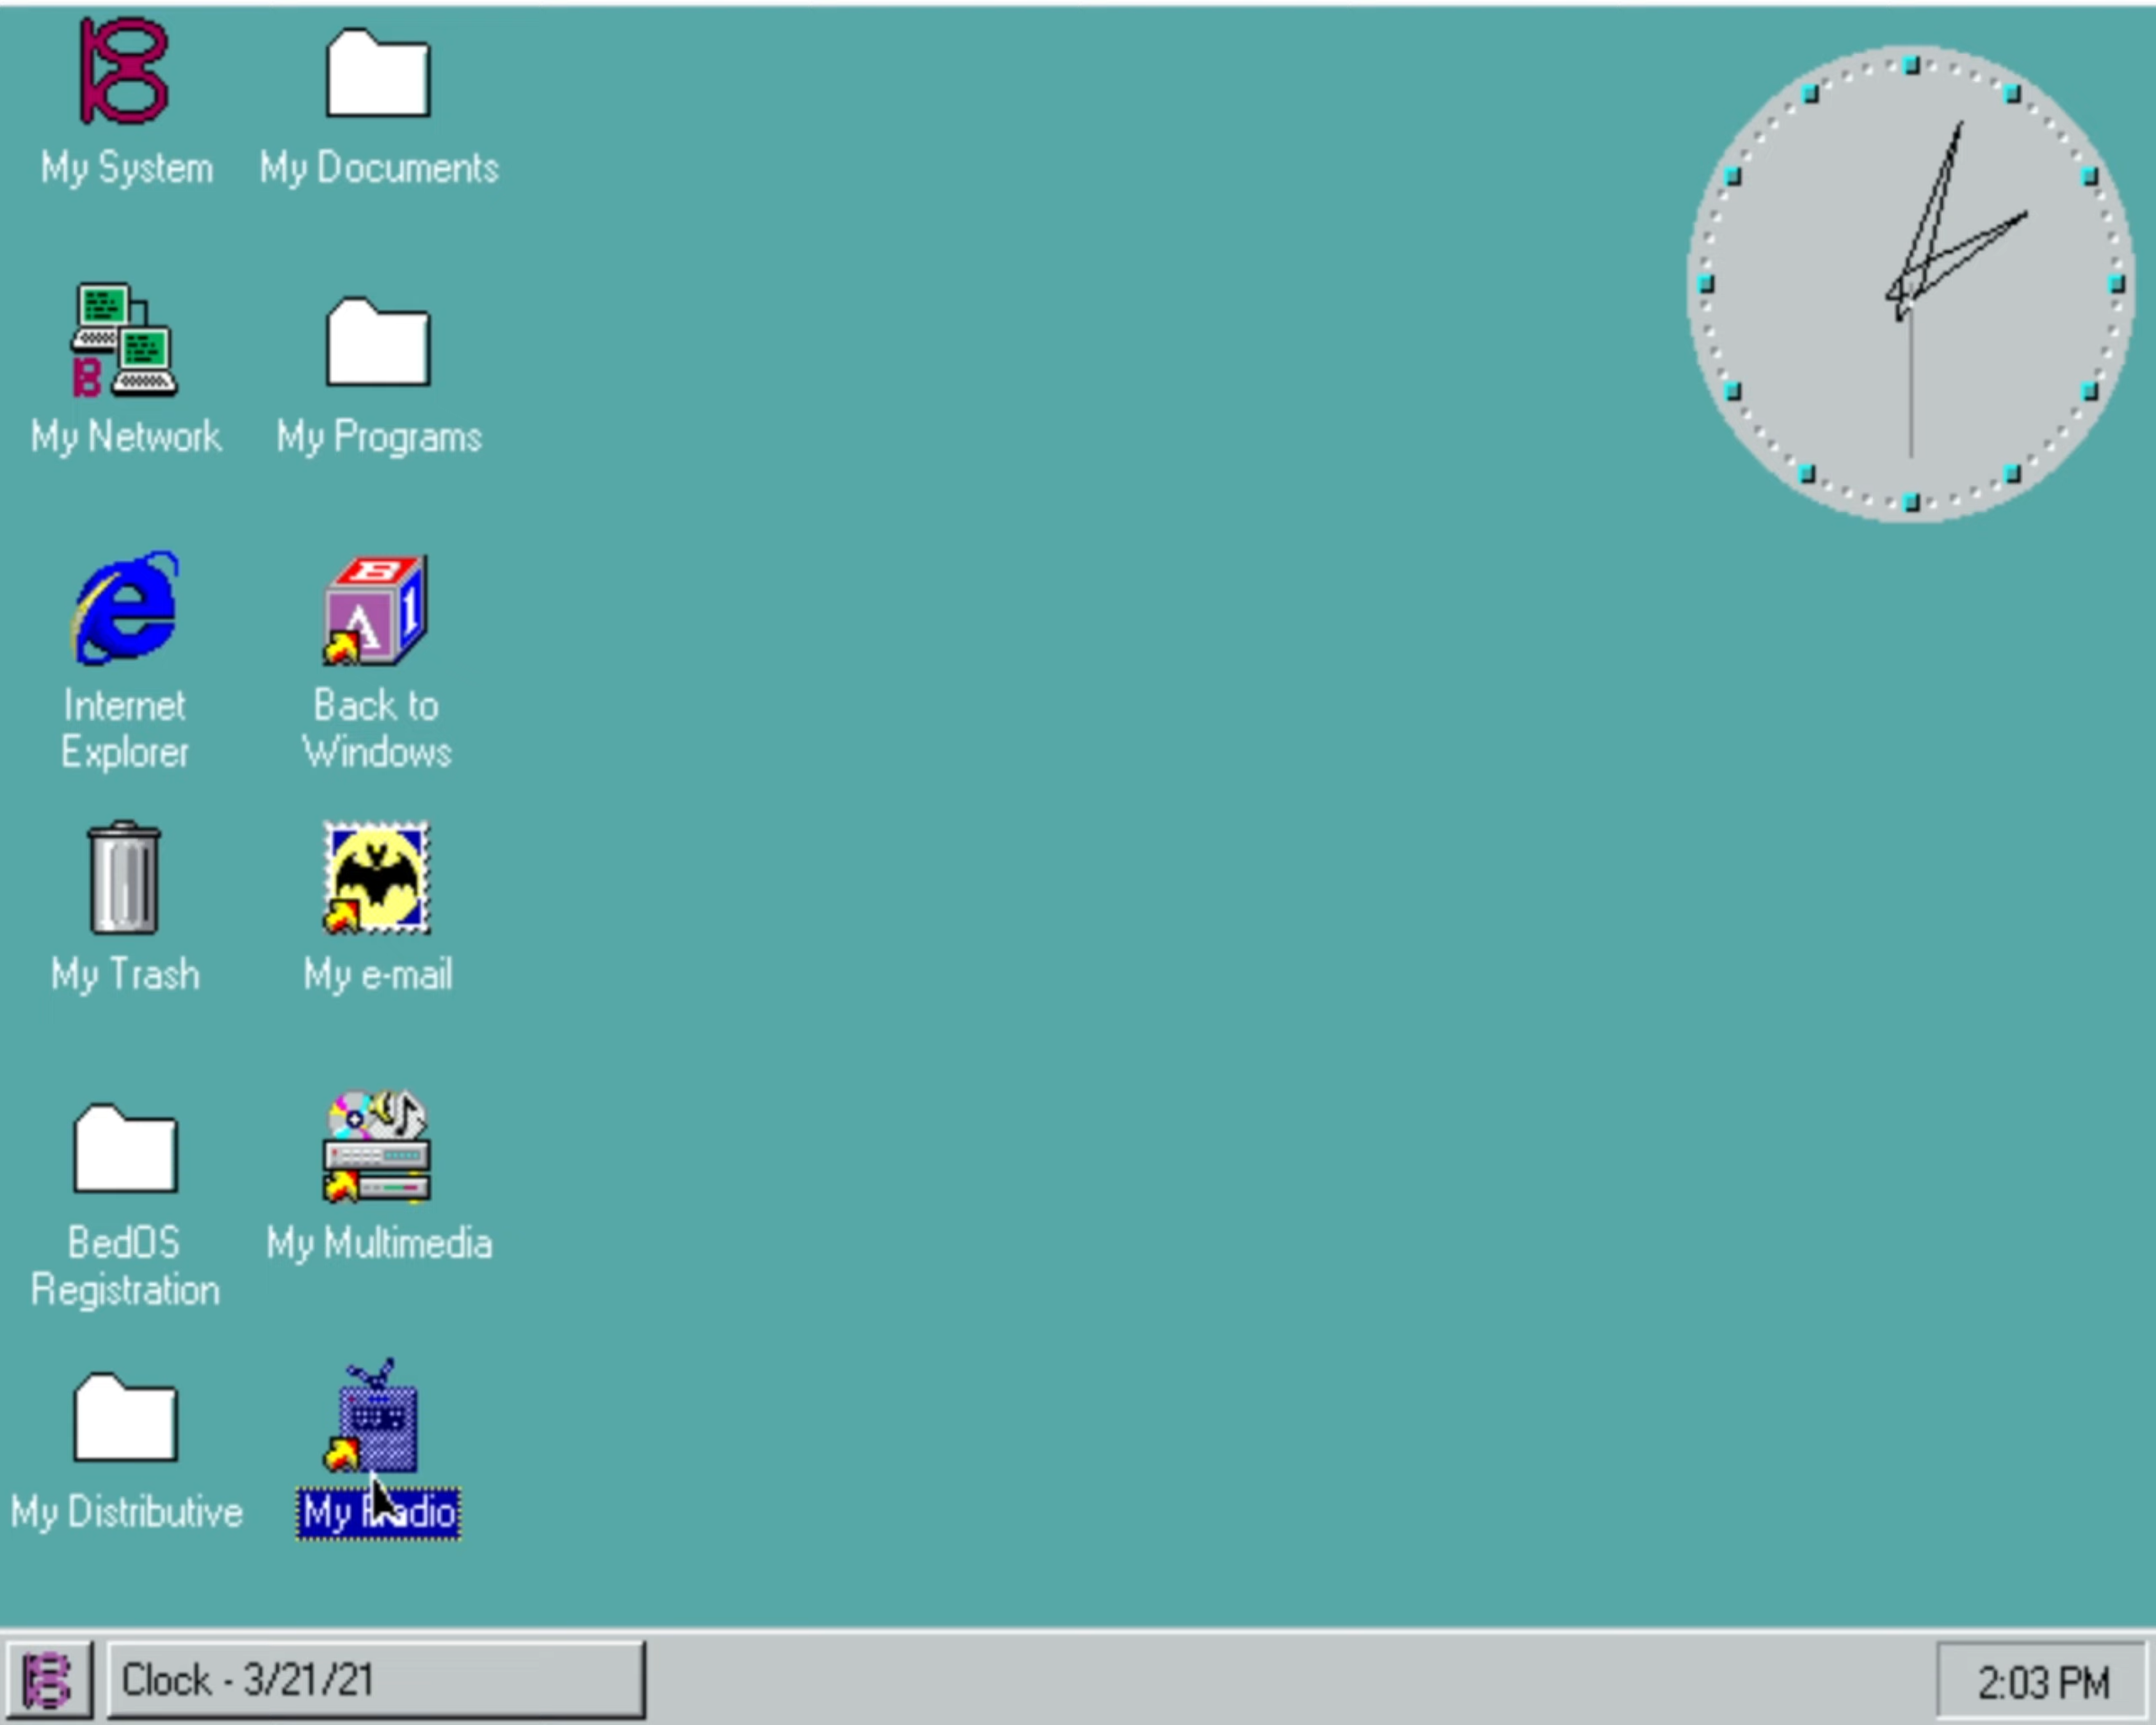 My System
My Documents
My Network
My Programs
Internet
Explorer
Back to
Windows
My Trash
My e-mail
BedOS
Registration
My Multimedia
My Distributive
My Radio
Clock - 3/21/21
2:03 PM